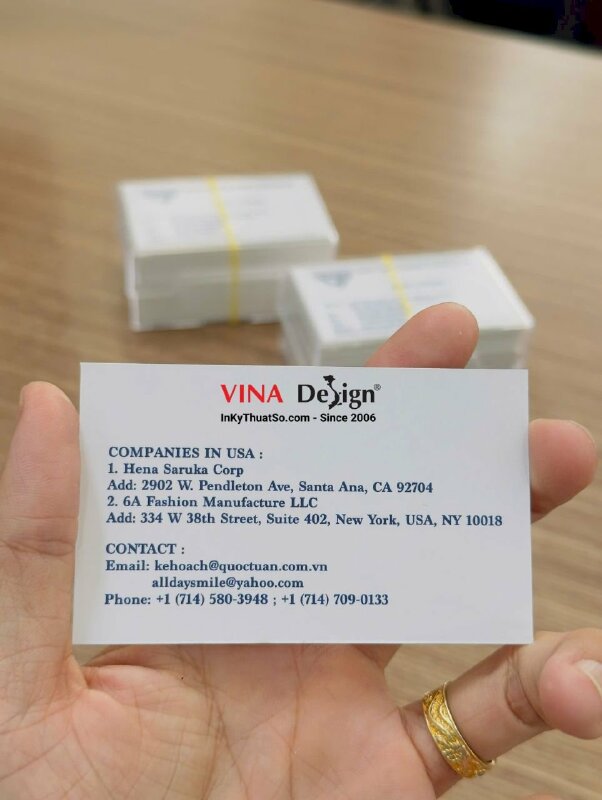 VINA Design®
InKyThuatSo.com - Since 2006
COMPANIES IN USA :
1. Hena Saruka Corp
Add: 2902 W. Pendleton Ave, Santa Ana, CA 92704
2. 6A Fashion Manufacture LLC
Add: 334 W 38th Street, Suite 402, New York, USA, NY 10018
CONTACT :
Email: kehoach@quoctuan.com.vn
alldaysmile@yahoo.com
Phone: +1 (714) 580-3948 ; +1 (714) 709-0133